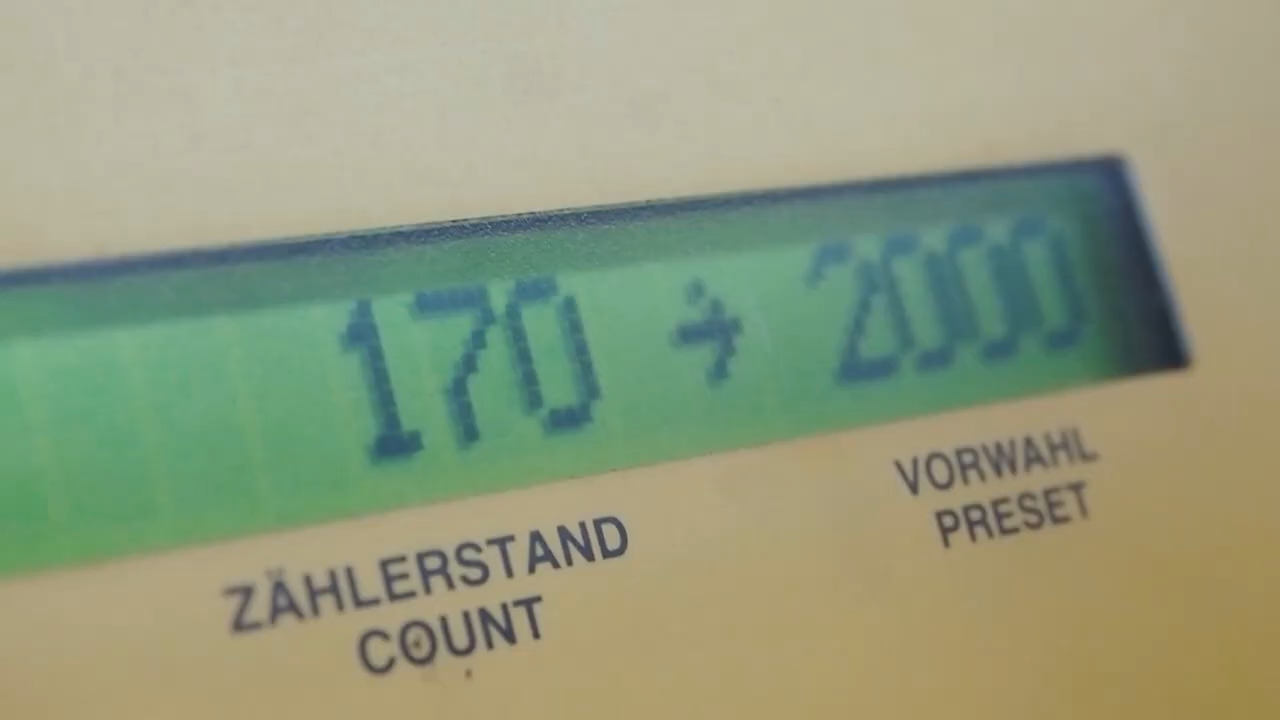 170 → 2000
VORWAHL
PRESET
ZÄHLERSTAND
COUNT